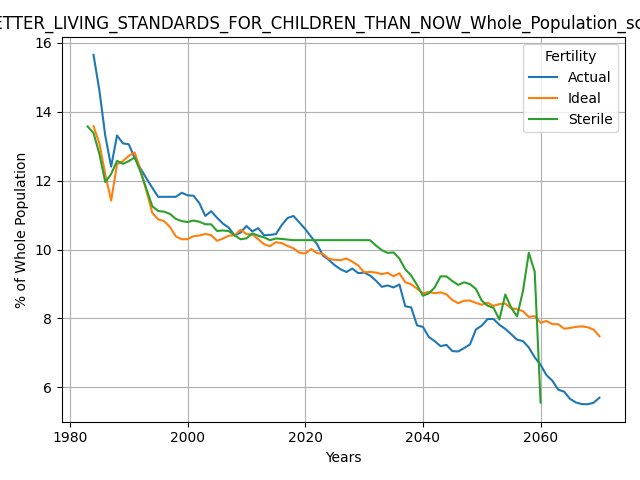 ETTER_LIVING_STANDARDS_FOR_CHILDREN_THAN_NOW_Whole_Population_sc
Fertility
Actual
Ideal
Sterile
% of Whole Population
16
14
12
10
8
6
1980
2000
2020
2040
2060
Years